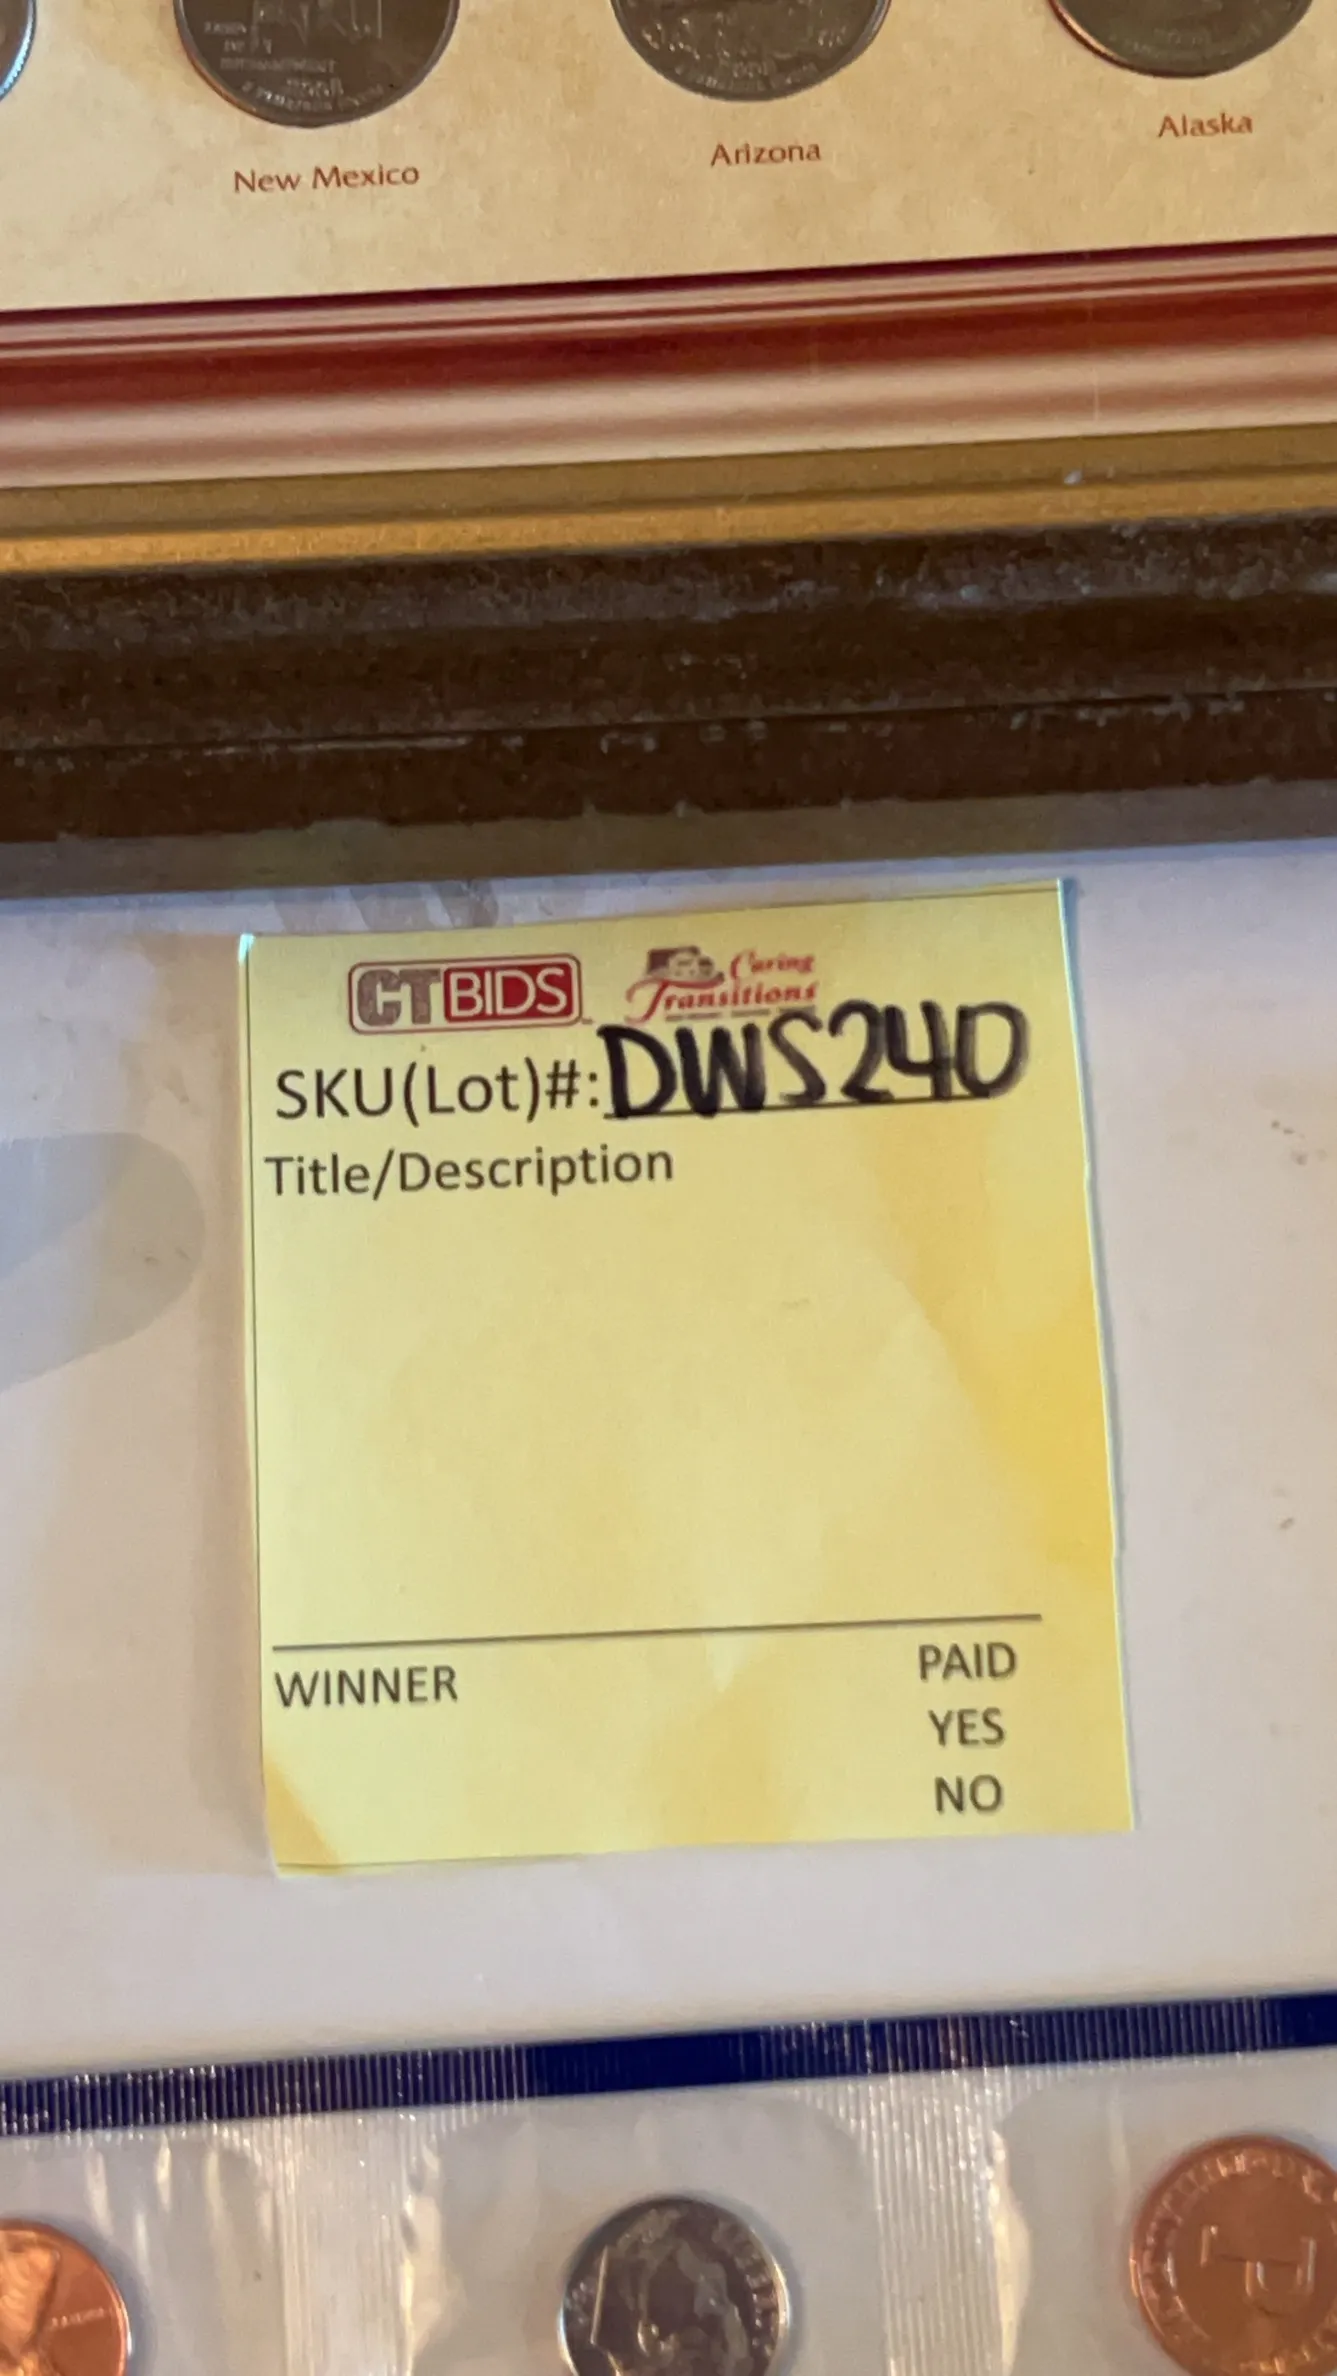 New Mexico
Arizona
Alaska
CTBIDS
Caring
Transitions
SKU(Lot)#:DWS240
Title/Description
WINNER
PAID
YES
NO